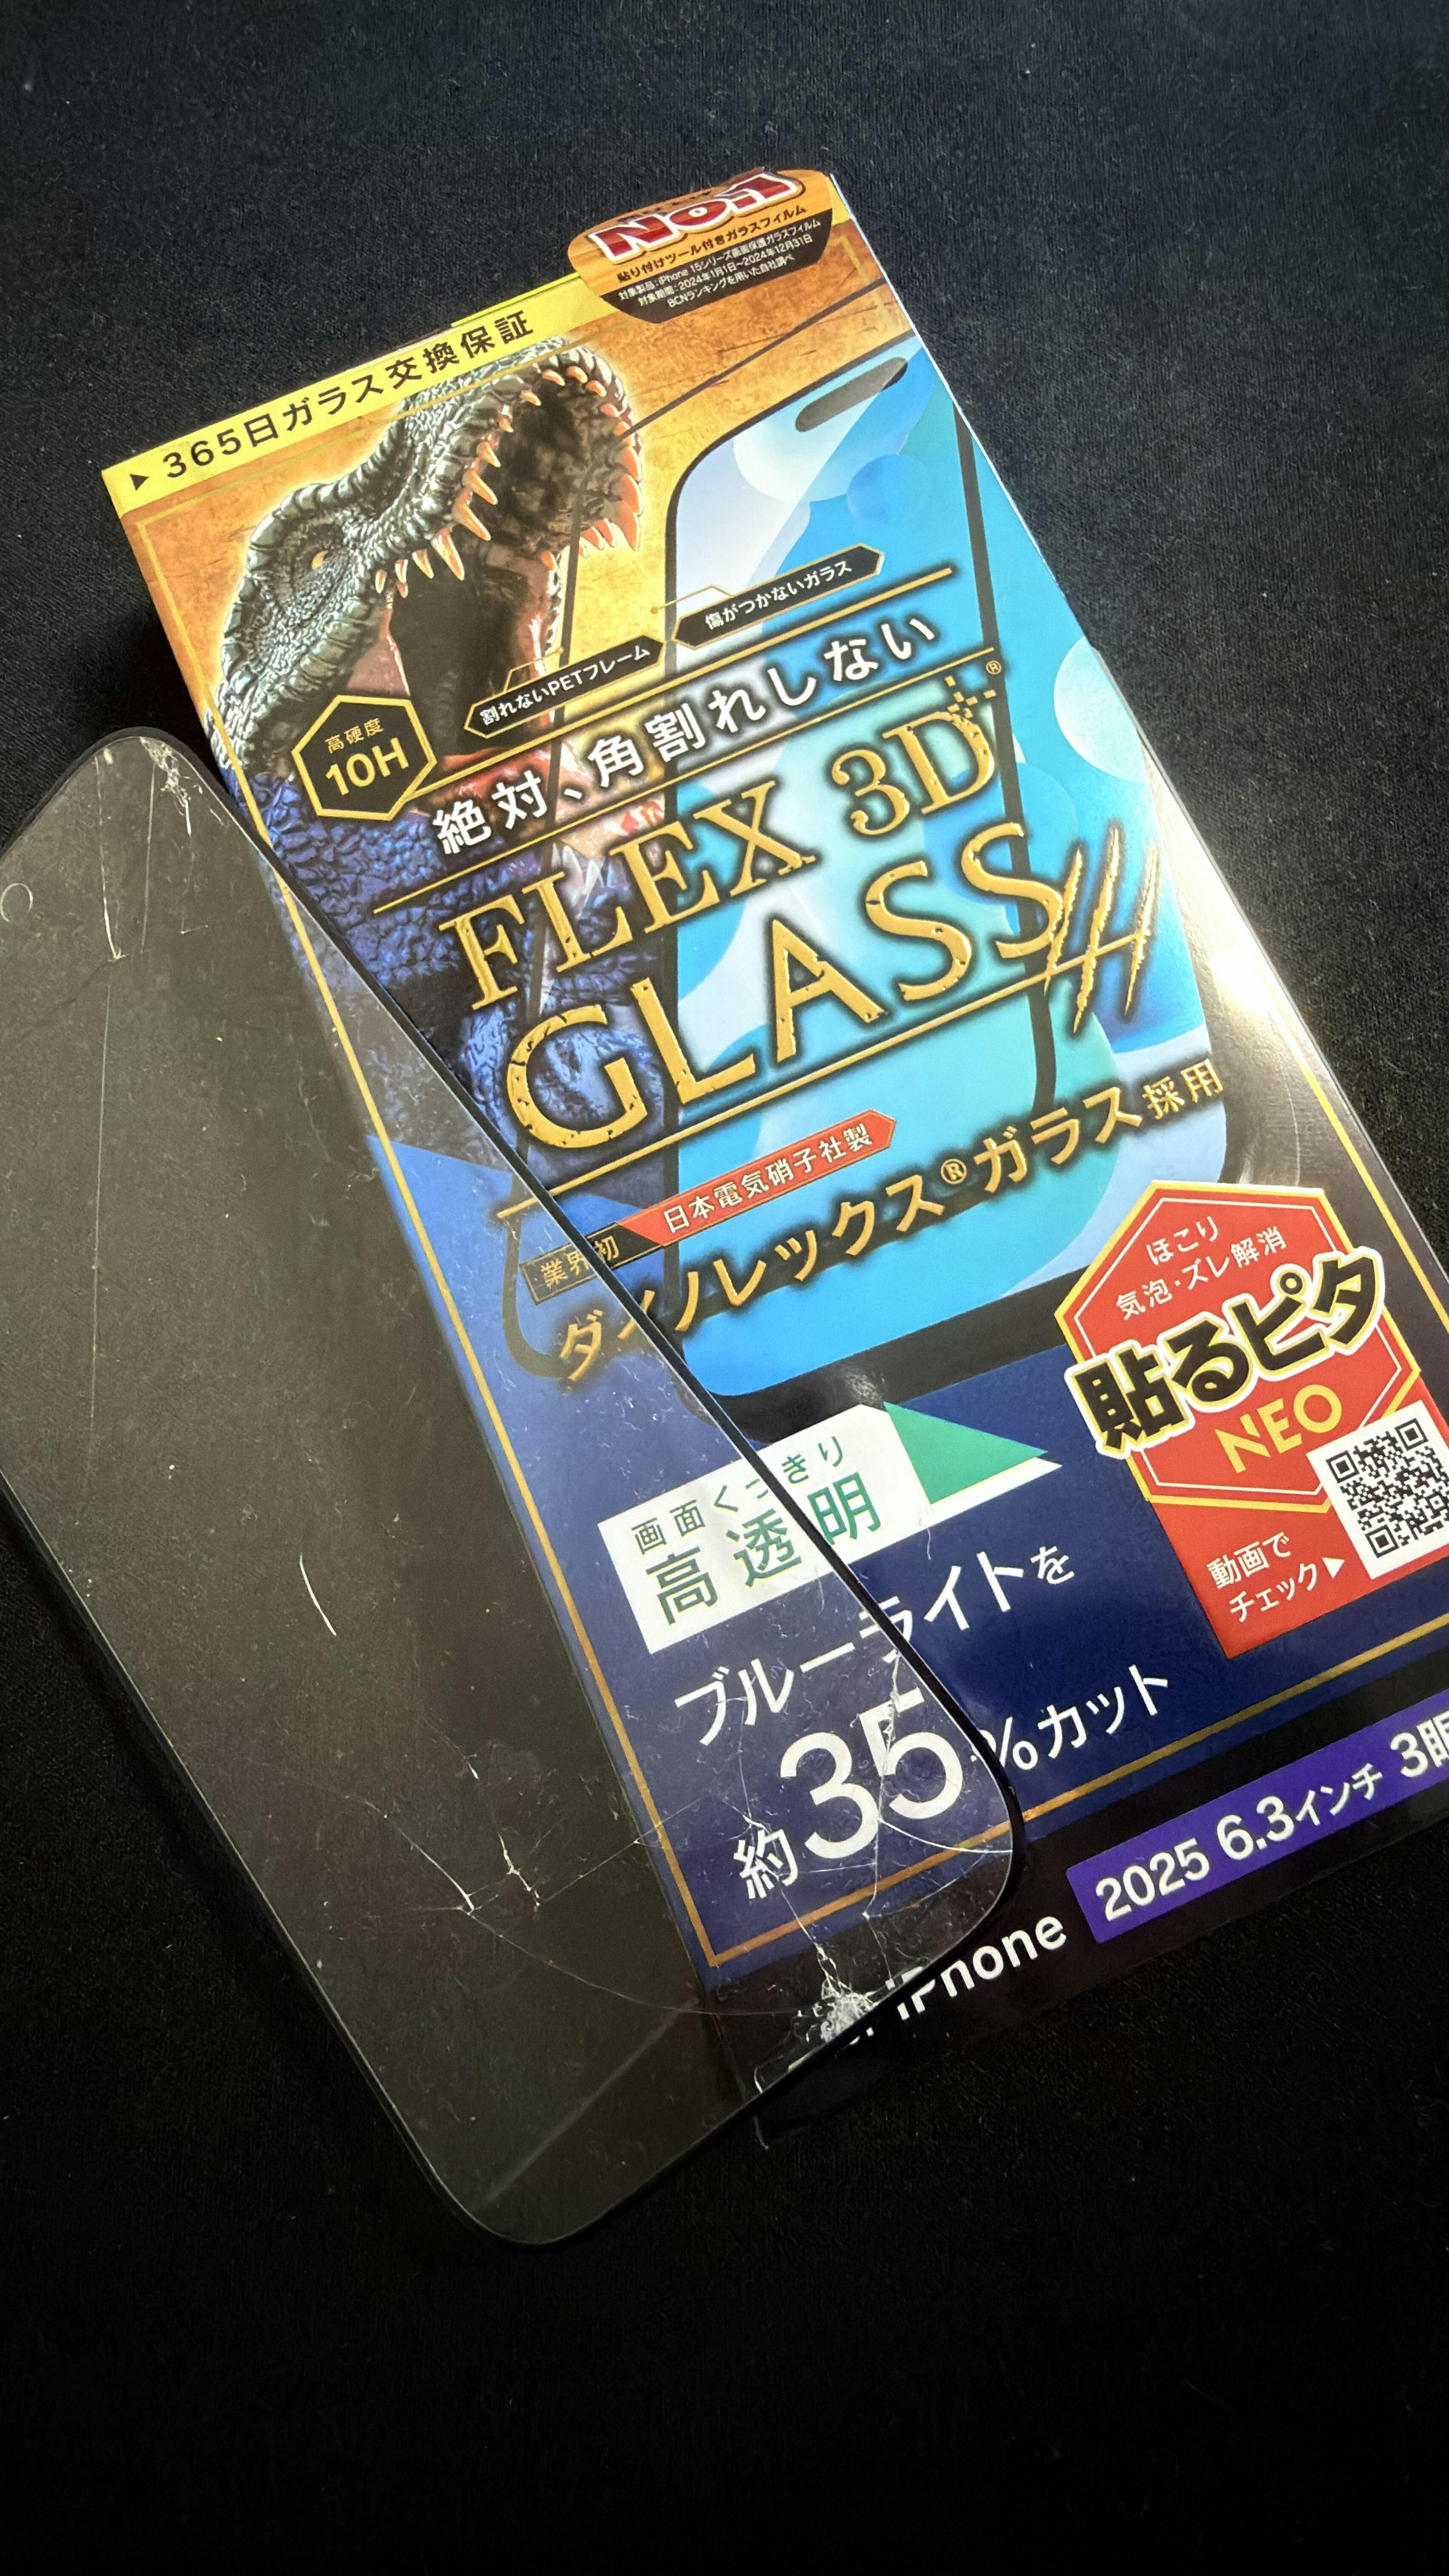 No.1
貼り付けツール付きガラスフィルム
対象製品:iPhone 15シリーズ画面保護ガラスフィルム
対象期間:2024年1月1日~2024年12月31日
BCNランキングを用いた自社調べ
▶365日ガラス交換保証
傷がつかないガラス
割れないPETフレーム
高硬度
10H
絶対、角割れしない
FLEX 3D®
GLASS H
業界初 日本電気硝子社製
ダイノレックス®ガラス採用
ほこり
気泡・ズレ解消
貼るピタ
NEO
動画で
チェック▶
画面くっきり
高透明
ブルーライトを
約35%カット
iPhone 2025 6.3インチ 3眼